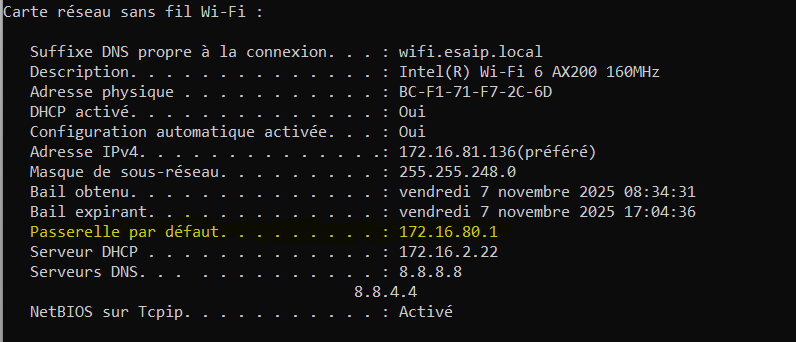 Carte réseau sans fil Wi-Fi :
Suffixe DNS propre à la connexion. . . : wifi.esaip.local
Description. . . . . . . . . . . . . . : Intel(R) Wi-Fi 6 AX200 160MHz
Adresse physique . . . . . . . . . . . : BC-F1-71-F7-2C-6D
DHCP activé. . . . . . . . . . . . . . : Oui
Configuration automatique activée. . . : Oui
Adresse IPv4. . . . . . . . . . . . . .: 172.16.81.136(préféré)
Masque de sous-réseau. . . . . . . . . : 255.255.248.0
Bail obtenu. . . . . . . . . . . . . . : vendredi 7 novembre 2025 08:34:31
Bail expirant. . . . . . . . . . . . . : vendredi 7 novembre 2025 17:04:36
Passerelle par défaut. . . . . . . . . : 172.16.80.1
Serveur DHCP . . . . . . . . . . . . . : 172.16.2.22
Serveurs DNS. . . . . . . . . . . . . : 8.8.8.8
8.8.4.4
NetBIOS sur Tcpip. . . . . . . . . . . : Activé